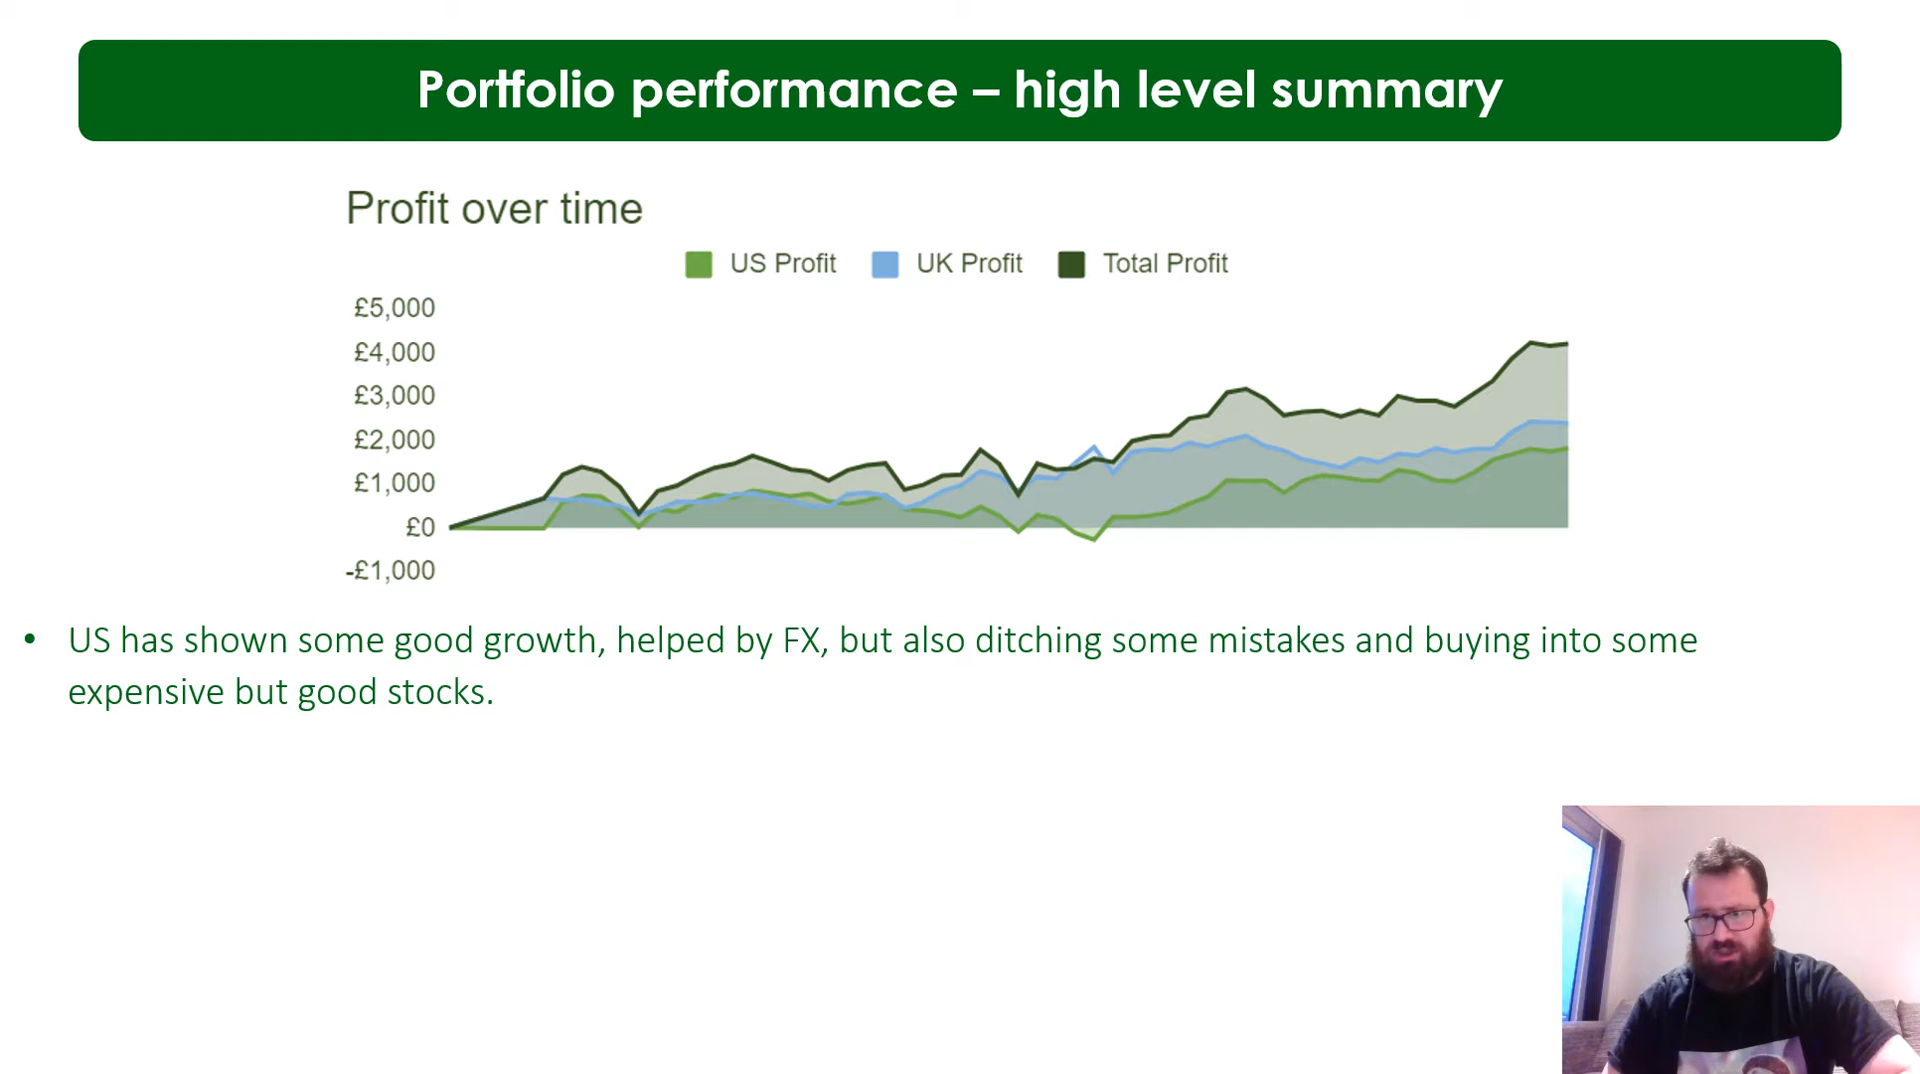 Portfolio performance – high level summary
Profit over time
US Profit UK Profit Total Profit
£5,000
£4,000
£3,000
£2,000
£1,000
£0
-£1,000
• US has shown some good growth, helped by FX, but also ditching some mistakes and buying into some
expensive but good stocks.